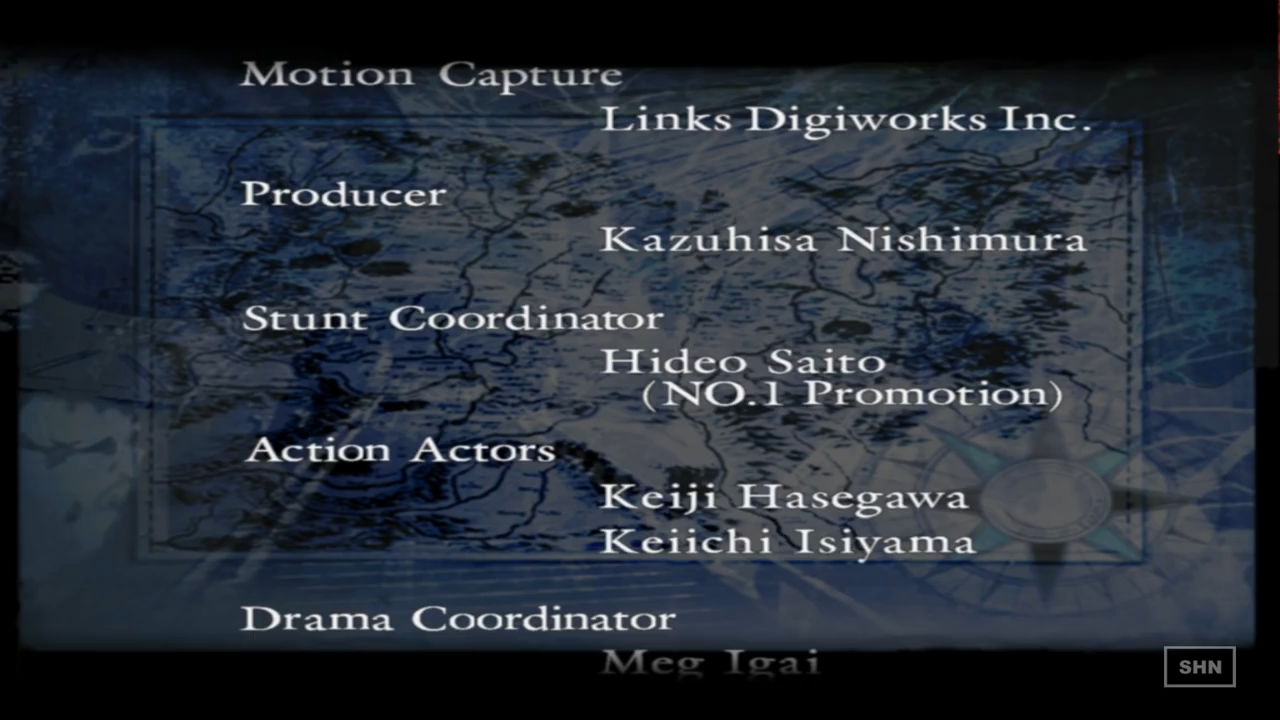 Motion Capture
Links Digiworks Inc.
Producer
Kazuhisa Nishimura
Stunt Coordinator
Hideo Saito
(NO.1 Promotion)
Action Actors
Keiji Hasegawa
Keiichi Isiyama
Drama Coordinator
Meg Igai
SHN